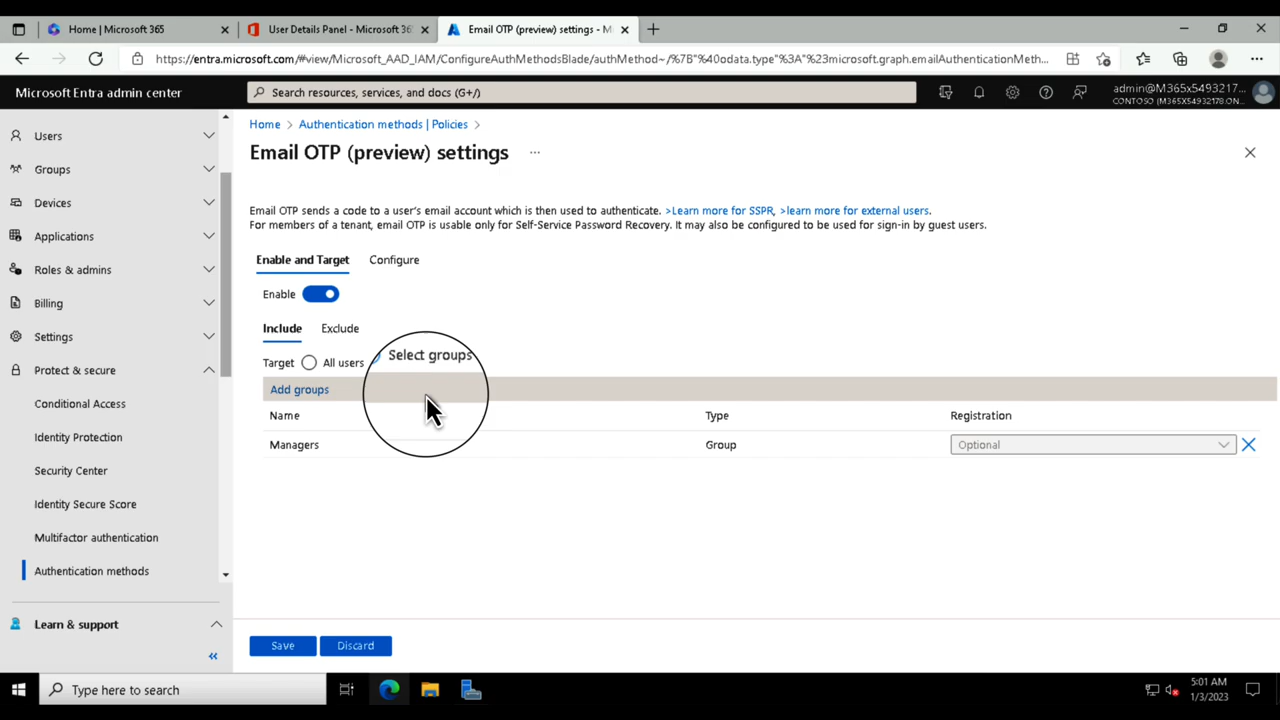 Home | Microsoft 365
User Details Panel - Microsoft 365
Email OTP (preview) settings - M
https://entra.microsoft.com/#view/Microsoft_AAD_IAM/ConfigureAuthMethodsBlade/authMethod~/%7B"%40odata.type"%3A"%23microsoft.graph.emailAuthenticationMeth...
Microsoft Entra admin center
Search resources, services, and docs (G+/)
admin@M365x5493217...
CONTOSO (M365X54932178.ON...
Users
Groups
Devices
Applications
Roles & admins
Billing
Settings
Protect & secure
Conditional Access
Identity Protection
Security Center
Identity Secure Score
Multifactor authentication
Authentication methods
Learn & support
Home > Authentication methods | Policies >
Email OTP (preview) settings ...
Email OTP sends a code to a user's email account which is then used to authenticate. >Learn more for SSPR, >learn more for external users.
For members of a tenant, email OTP is usable only for Self-Service Password Recovery. It may also be configured to be used for sign-in by guest users.
Enable and Target Configure
Enable
Include Exclude
Target All users Select groups
Add groups
Name Type Registration
Managers Group Optional
Save Discard
Type here to search
5:01 AM
1/3/2023